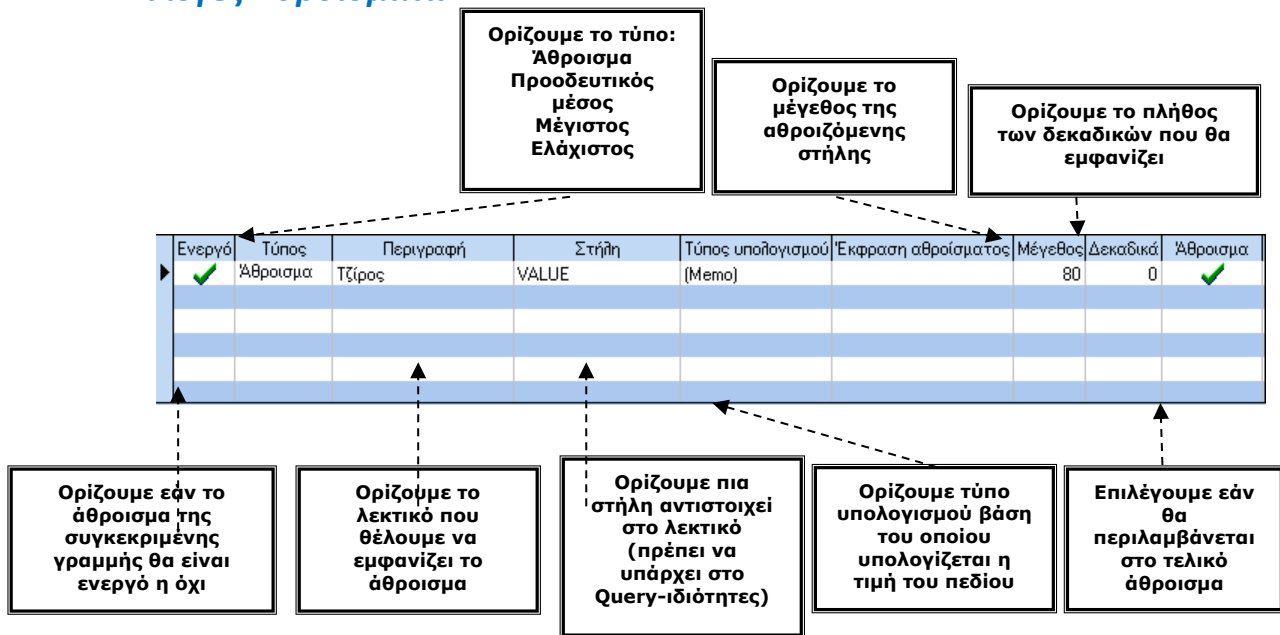 Ορίζουμε το τύπο:
Άθροισμα
Προοδευτικός
μέσος
Μέγιστος
Ελάχιστος
Ορίζουμε το
μέγεθος της
αθροιζόμενης
στήλης
Ορίζουμε το πλήθος
των δεκαδικών που θα
εμφανίζει
Ενεργό Τύπος Περιγραφή Στήλη Τύπος υπολογισμού Έκφραση αθροίσματος Μέγεθος Δεκαδικά Άθροισμα
Άθροισμα Τζίρος VALUE (Memo) 80 0
Ορίζουμε εάν το
άθροισμα της
συγκεκριμένης
γραμμής θα είναι
ενεργό η όχι
Ορίζουμε το
λεκτικό που
θέλουμε να
εμφανίζει το
άθροισμα
Ορίζουμε πια
στήλη αντιστοιχεί
στο λεκτικό
(πρέπει να
υπάρχει στο
Query-ιδιότητες)
Ορίζουμε τύπο
υπολογισμού βάση
του οποίου
υπολογίζεται η
τιμή του πεδίου
Επιλέγουμε εάν
θα
περιλαμβάνεται
στο τελικό
άθροισμα